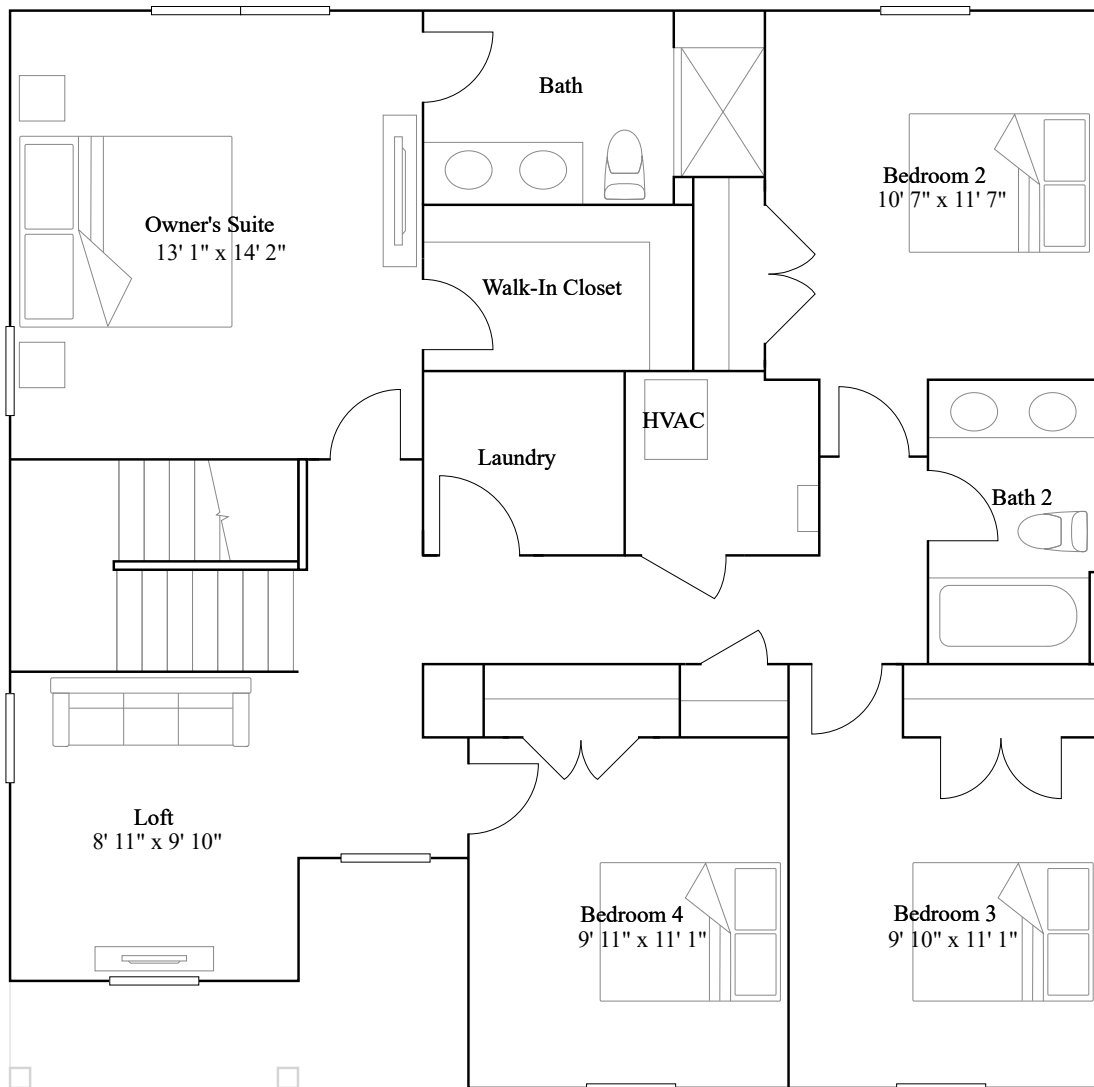 Bath
Bedroom 2
10' 7" x 11' 7"
Owner's Suite
13' 1" x 14' 2"
Walk-In Closet
HVAC
Laundry
Bath 2
Loft
8' 11" x 9' 10"
Bedroom 4
9' 11" x 11' 1"
Bedroom 3
9' 10" x 11' 1"